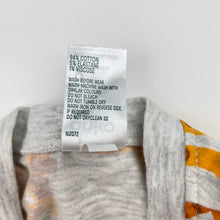 94% COTTON
5% ELASTANE
1% VISCOSE
WASH BEFORE WEAR
WARM MACHINE WASH WITH
SIMILAR COLOURS
DO NOT BLEACH
DO NOT TUMBLE DRY
WARM IRON ON REVERSE SIDE
IF REQUIRED
DO NOT DRYCLEAN
162072